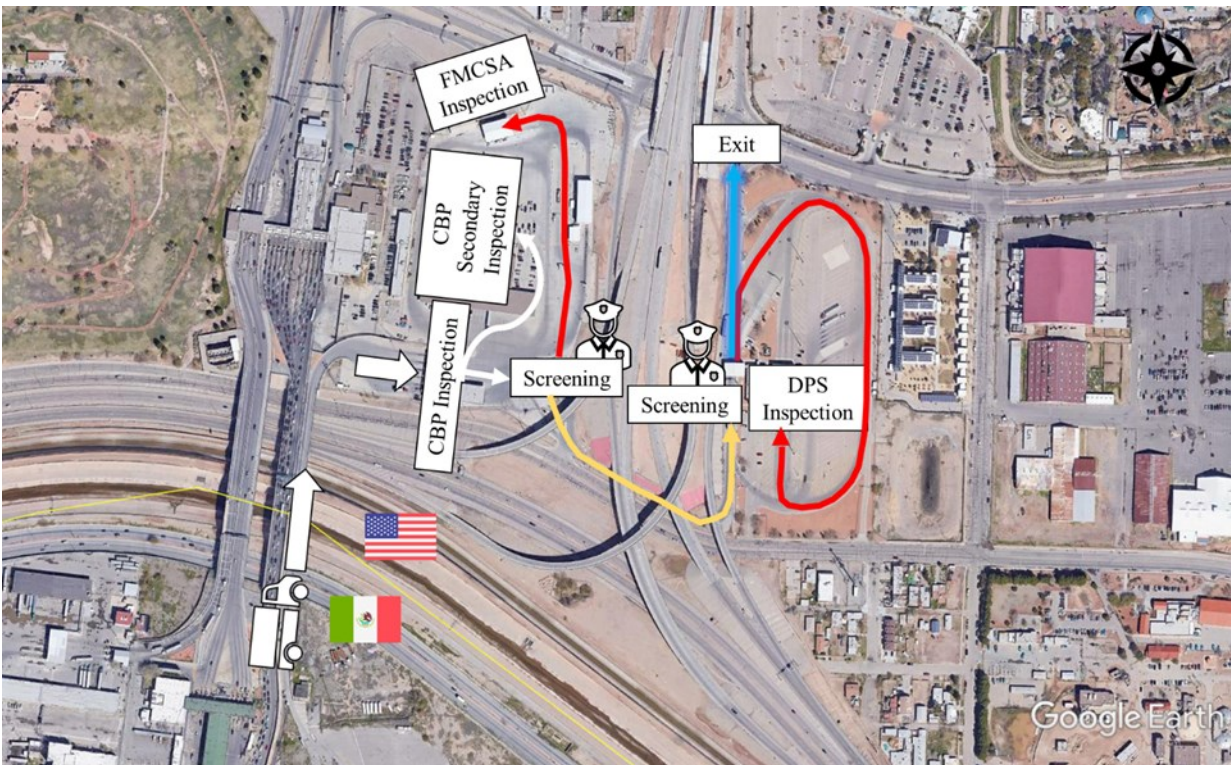 FMCSA
Inspection
Exit
CBP
Secondary
Inspection
CBP Inspection
Screening
Screening
DPS
Inspection
Google Earth